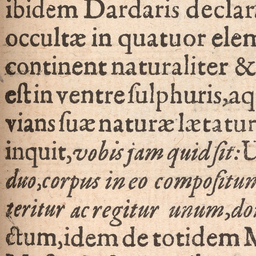 ibidem Dardaris declar
occultæ in quatuor elem
continent naturaliter &
est in ventre sulphuris, aq
vians suæ naturæ lætatur
inquit, vobis jam quid sit: U
duo, corpus in eo compositum
teritur ac regitur unum, do
ctum, idem de totidem M